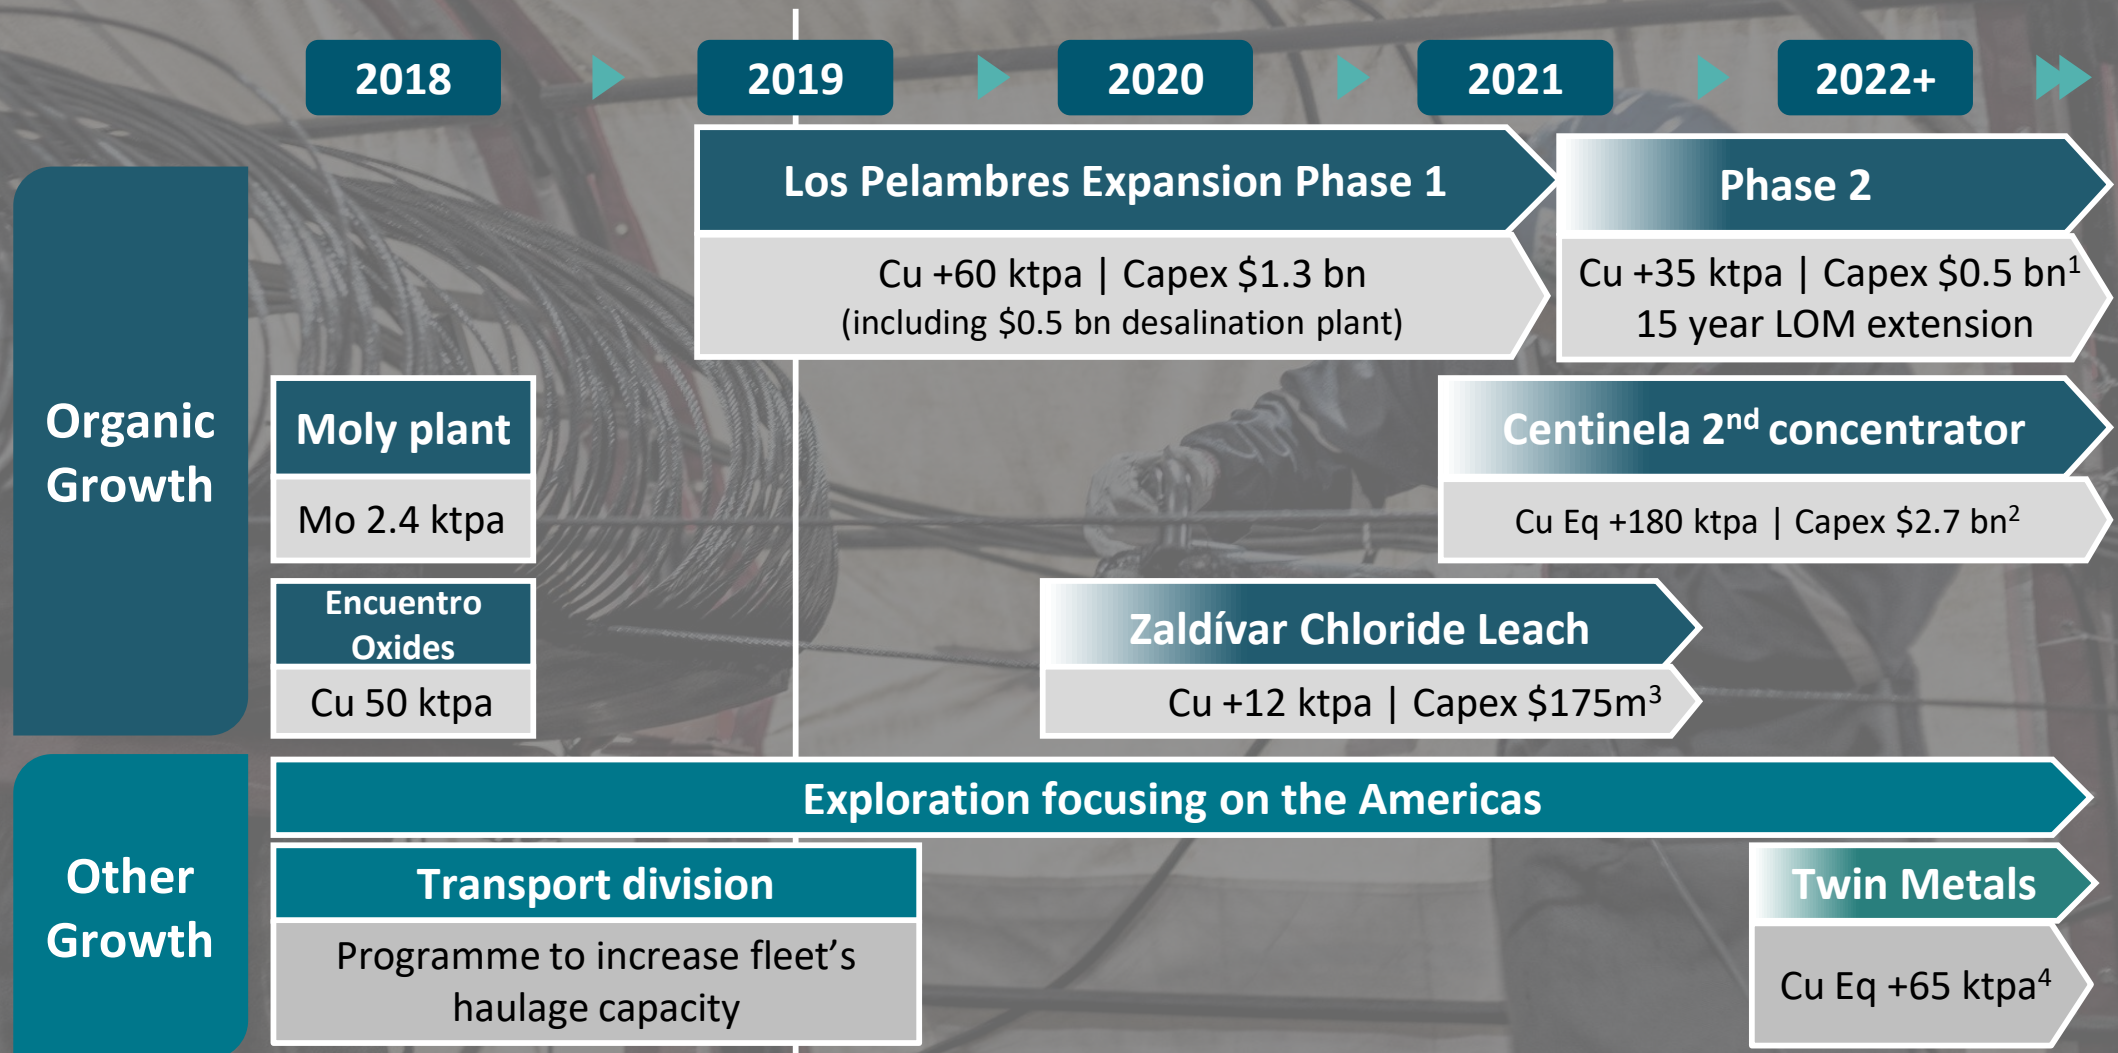 2018
2019
2020
2021
2022+
Organic
Growth
Los Pelambres Expansion Phase 1
Cu +60 ktpa | Capex $1.3 bn
(including $0.5 bn desalination plant)
Phase 2
Cu +35 ktpa | Capex $0.5 bn¹
15 year LOM extension
Moly plant
Mo 2.4 ktpa
Centinela 2ⁿᵈ concentrator
Cu Eq +180 ktpa | Capex $2.7 bn²
Encuentro
Oxides
Cu 50 ktpa
Zaldívar Chloride Leach
Cu +12 ktpa | Capex $175m³
Other
Growth
Exploration focusing on the Americas
Transport division
Programme to increase fleet’s
haulage capacity
Twin Metals
Cu Eq +65 ktpa⁴